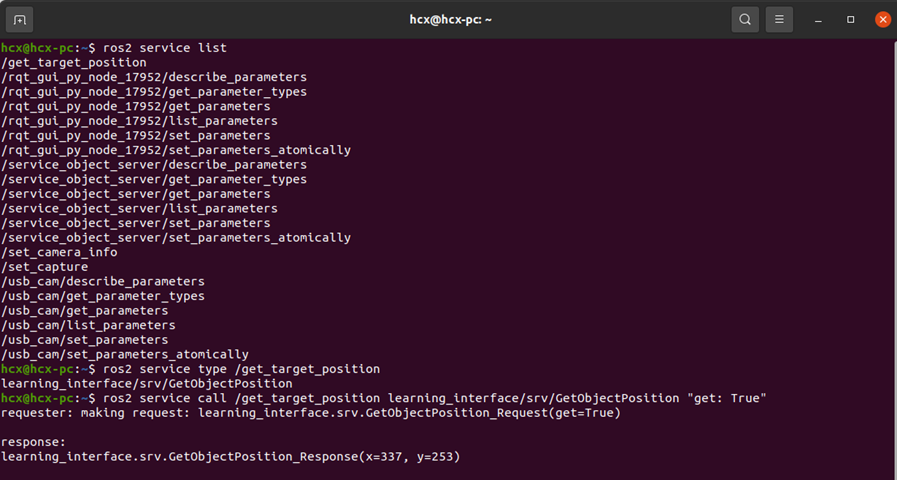 hcx@hcx-pc: ~
hcx@hcx-pc:~$ ros2 service list
/get_target_position
/rqt_gui_py_node_17952/describe_parameters
/rqt_gui_py_node_17952/get_parameter_types
/rqt_gui_py_node_17952/get_parameters
/rqt_gui_py_node_17952/list_parameters
/rqt_gui_py_node_17952/set_parameters
/rqt_gui_py_node_17952/set_parameters_atomically
/service_object_server/describe_parameters
/service_object_server/get_parameter_types
/service_object_server/get_parameters
/service_object_server/list_parameters
/service_object_server/set_parameters
/service_object_server/set_parameters_atomically
/set_camera_info
/set_capture
/usb_cam/describe_parameters
/usb_cam/get_parameter_types
/usb_cam/get_parameters
/usb_cam/list_parameters
/usb_cam/set_parameters
/usb_cam/set_parameters_atomically
hcx@hcx-pc:~$ ros2 service type /get_target_position
learning_interface/srv/GetObjectPosition
hcx@hcx-pc:~$ ros2 service call /get_target_position learning_interface/srv/GetObjectPosition "get: True"
requester: making request: learning_interface.srv.GetObjectPosition_Request(get=True)
response:
learning_interface.srv.GetObjectPosition_Response(x=337, y=253)